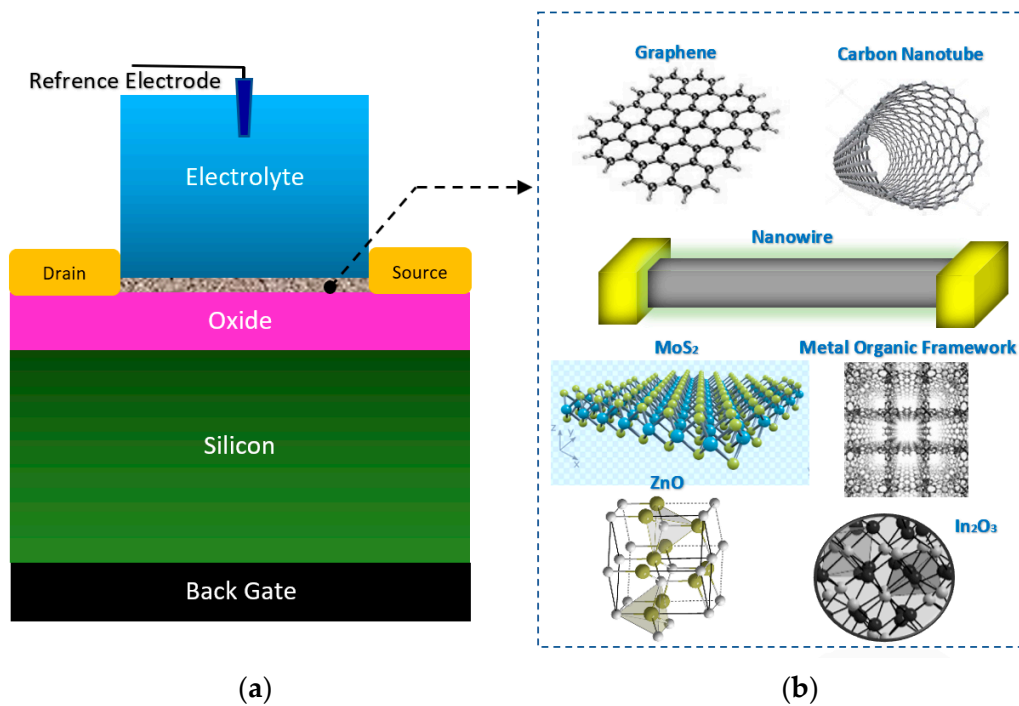 Refrence Electrode
Electrolyte
Drain
Source
Oxide
Silicon
Back Gate
(a)
Graphene
Carbon Nanotube
Nanowire
MoS₂
Metal Organic Framework
z
y
x
ZnO
In₂O₃
(b)